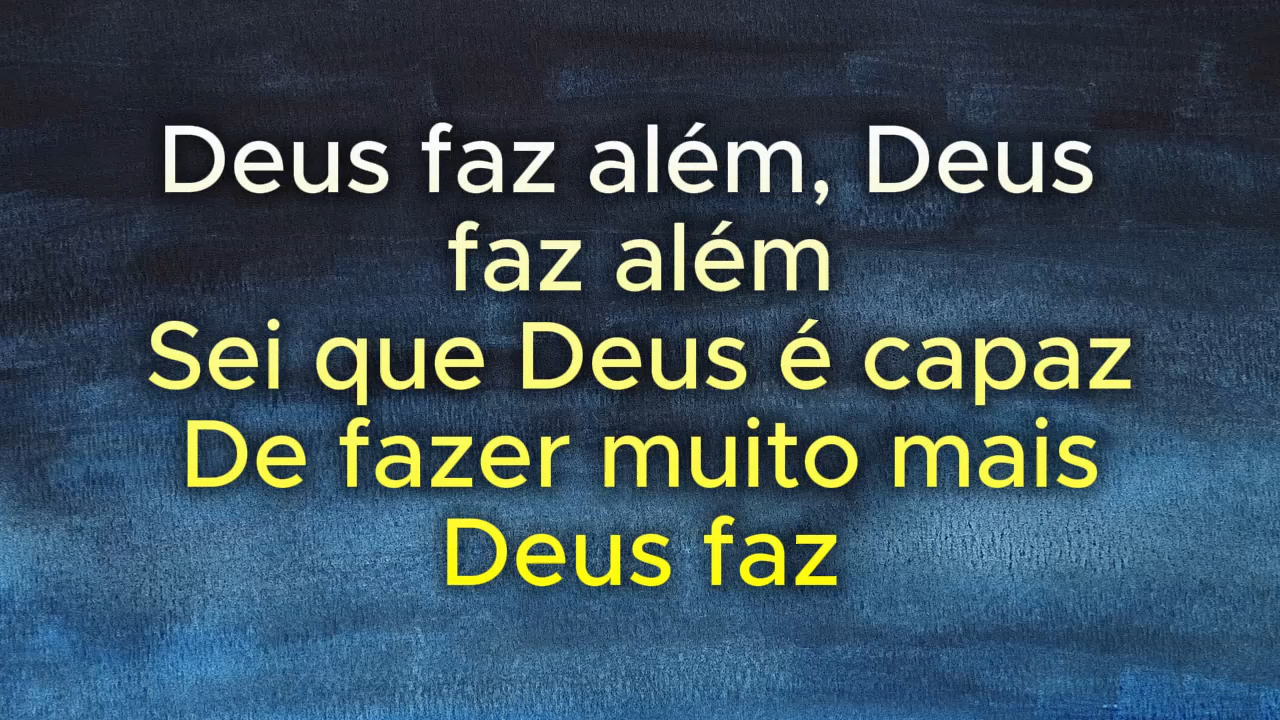 Deus faz além, Deus
faz além
Sei que Deus é capaz
De fazer muito mais
Deus faz